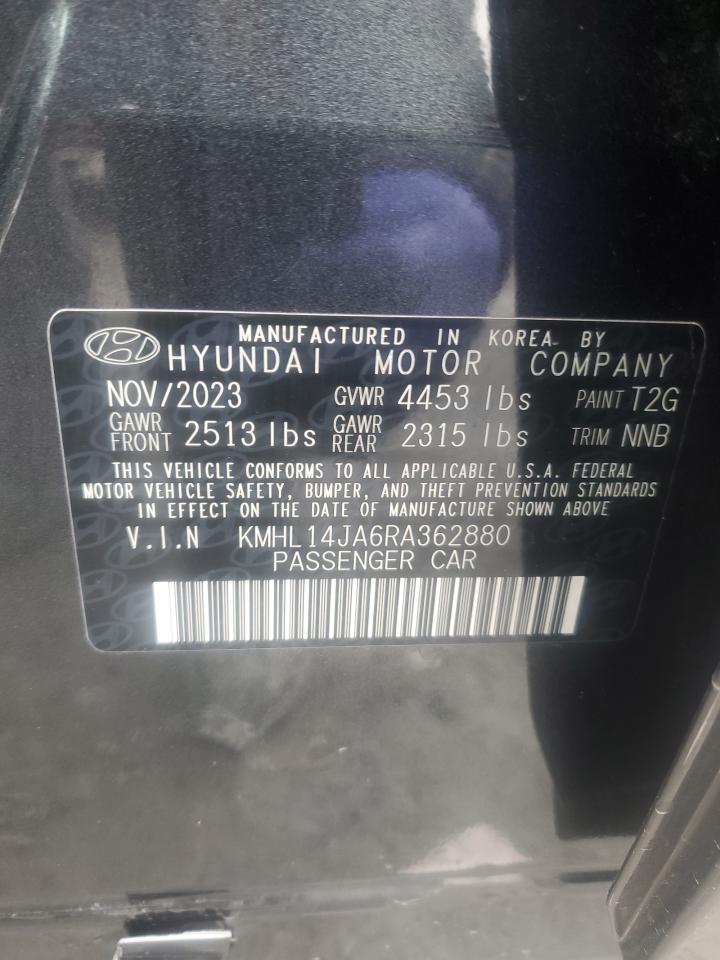 MANUFACTURED IN KOREA BY
HYUNDAI MOTOR COMPANY
NOV/2023 GVWR 4453 lbs PAINT T2G
GAWR FRONT 2513 lbs GAWR REAR 2315 lbs TRIM NNB
THIS VEHICLE CONFORMS TO ALL APPLICABLE U.S.A. FEDERAL
MOTOR VEHICLE SAFETY, BUMPER, AND THEFT PREVENTION STANDARDS
IN EFFECT ON THE DATE OF MANUFACTURE SHOWN ABOVE
V.I.N KMHL14JA6RA362880
PASSENGER CAR